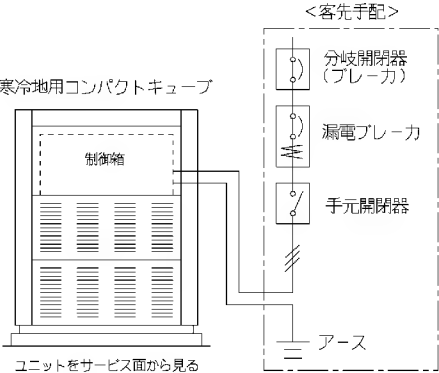 ＜客先手配＞
分岐開閉器
（ブレーカ）
寒冷地用コンパクトキューブ
漏電ブレーカ
制御箱
手元開閉器
アース
ユニットをサービス面から見る